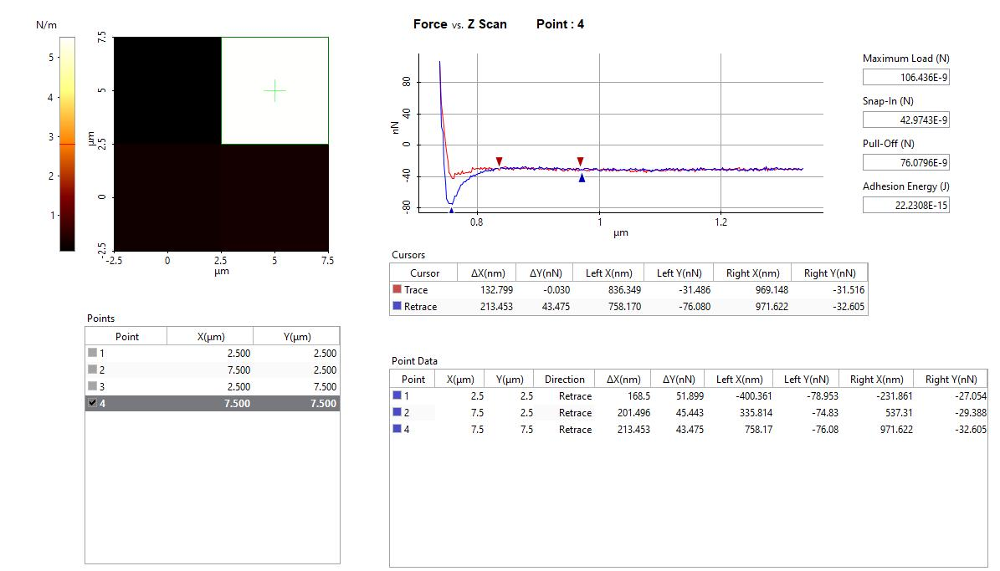 N/m
5
4
3
2
1
7.5
5
2.5
0
-2.5
µm
-2.5 0 2.5 5 7.5
µm
Force vs. Z Scan Point : 4
80
40
0
-40
-80
nN
0.8 1 1.2
µm
Maximum Load (N)
106.436E-9
Snap-In (N)
42.9743E-9
Pull-Off (N)
76.0796E-9
Adhesion Energy (J)
22.2308E-15
Cursors
Cursor ΔX(nm) ΔY(nN) Left X(nm) Left Y(nN) Right X(nm) Right Y(nN)
Trace 132.799 -0.030 836.349 -31.486 969.148 -31.516
Retrace 213.453 43.475 758.170 -76.080 971.622 -32.605
Points
Point X(µm) Y(µm)
1 2.500 2.500
2 7.500 2.500
3 2.500 7.500
4 7.500 7.500
Point Data
Point X(µm) Y(µm) Direction ΔX(nm) ΔY(nN) Left X(nm) Left Y(nN) Right X(nm) Right Y(nN)
1 2.5 2.5 Retrace 168.5 51.899 -400.361 -78.953 -231.861 -27.054
2 7.5 2.5 Retrace 201.496 45.443 335.814 -74.83 537.31 -29.388
4 7.5 7.5 Retrace 213.453 43.475 758.17 -76.08 971.622 -32.605